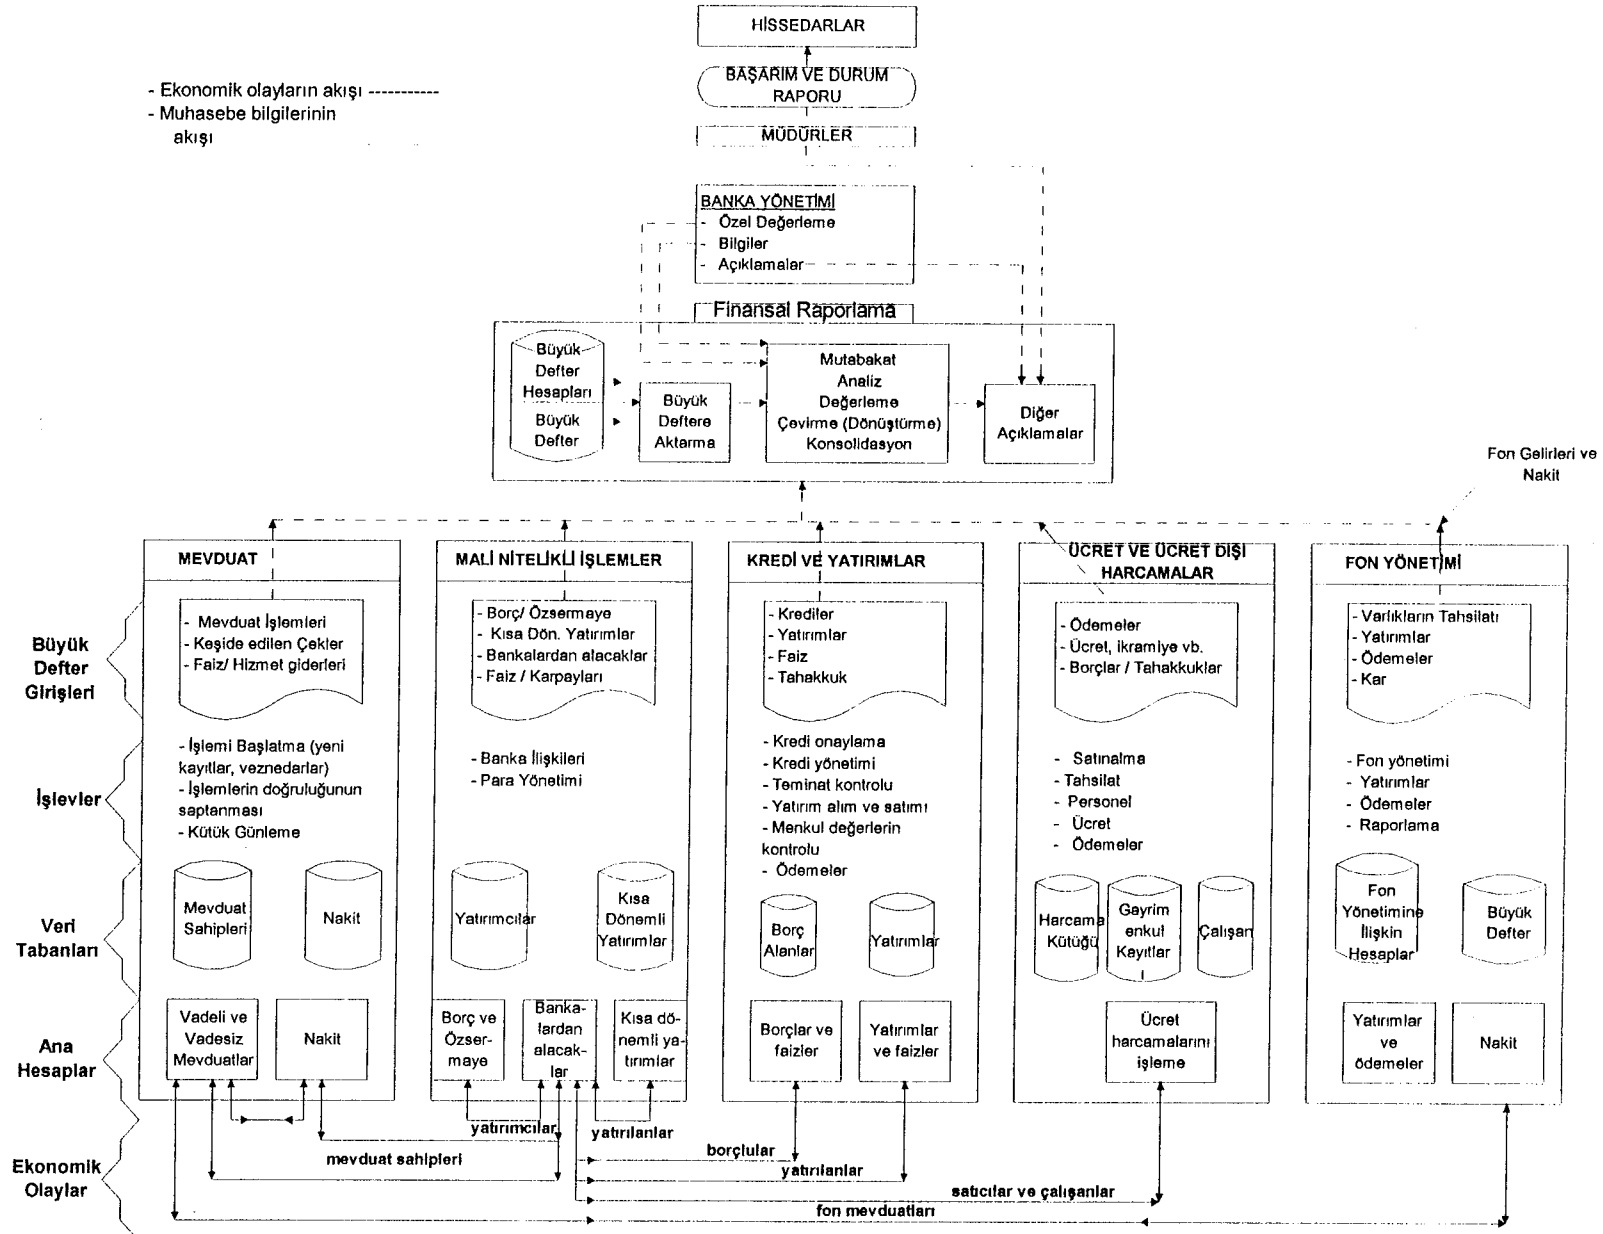 HİSSEDARLAR
BAŞARIM VE DURUM
RAPORU
MÜDÜRLER
- Ekonomik olayların akışı -----------
- Muhasebe bilgilerinin
akışı
BANKA YÖNETİMİ
- Özel Değerleme
- Bilgiler
- Açıklamalar
Finansal Raporlama
Büyük
Defter
Hesapları
Büyük
Defter
Büyük
Deftere
Aktarma
Mutabakat
Analiz
Değerleme
Çevirme (Dönüştürme)
Konsolidasyon
Diğer
Açıklamalar
Fon Gelirleri ve
Nakit
MEVDUAT
MALİ NİTELİKLİ İŞLEMLER
KREDİ VE YATIRIMLAR
ÜCRET VE ÜCRET DIŞI
HARCAMALAR
FON YÖNETİMİ
Büyük
Defter
Girişleri
- Mevduat İşlemleri
- Keşide edilen Çekler
- Faiz/ Hizmet giderleri
- Borç/ Özsermaye
- Kısa Dön. Yatırımlar
- Bankalardan alacaklar
- Faiz / Karpayları
- Krediler
- Yatırımlar
- Faiz
- Tahakkuk
- Ödemeler
- Ücret, ikramiye vb.
- Borçlar / Tahakkuklar
- Varlıkların Tahsilatı
- Yatırımlar
- Ödemeler
- Kar
İşlevler
- İşlemi Başlatma (yeni
kayıtlar, veznedarlar)
- İşlemlerin doğruluğunun
saptanması
- Kütük Günleme
- Banka İlişkileri
- Para Yönetimi
- Kredi onaylama
- Kredi yönetimi
- Teminat kontrolu
- Yatırım alım ve satımı
- Menkul değerlerin
kontrolu
- Ödemeler
- Satınalma
- Tahsilat
- Personel
- Ücret
- Ödemeler
- Fon yönetimi
- Yatırımlar
- Ödemeler
- Raporlama
Veri
Tabanları
Mevduat
Sahipleri
Nakit
Yatırımcılar
Kısa
Dönemli
Yatırımlar
Borç
Alanlar
Yatırımlar
Harcama
Kütüğü
Gayrim
enkul
Kayıtlar
Çalışan
Fon
Yönetimine
İlişkin
Hesaplar
Büyük
Defter
Ana
Hesaplar
Vadeli ve
Vadesiz
Mevduatlar
Nakit
Borç ve
Özser-
maye
Banka-
lardan
alacak-
lar
Kısa dö-
nemli ya-
tırımlar
Borçlar ve
faizler
Yatırımlar
ve faizler
Ücret
harcamalarını
işleme
Yatırımlar
ve
ödemeler
Nakit
Ekonomik
Olaylar
yatırımcılar
yatırılanlar
mevduat sahipleri
borçlular
yatırılanlar
satıcılar ve çalışanlar
fon mevduatları